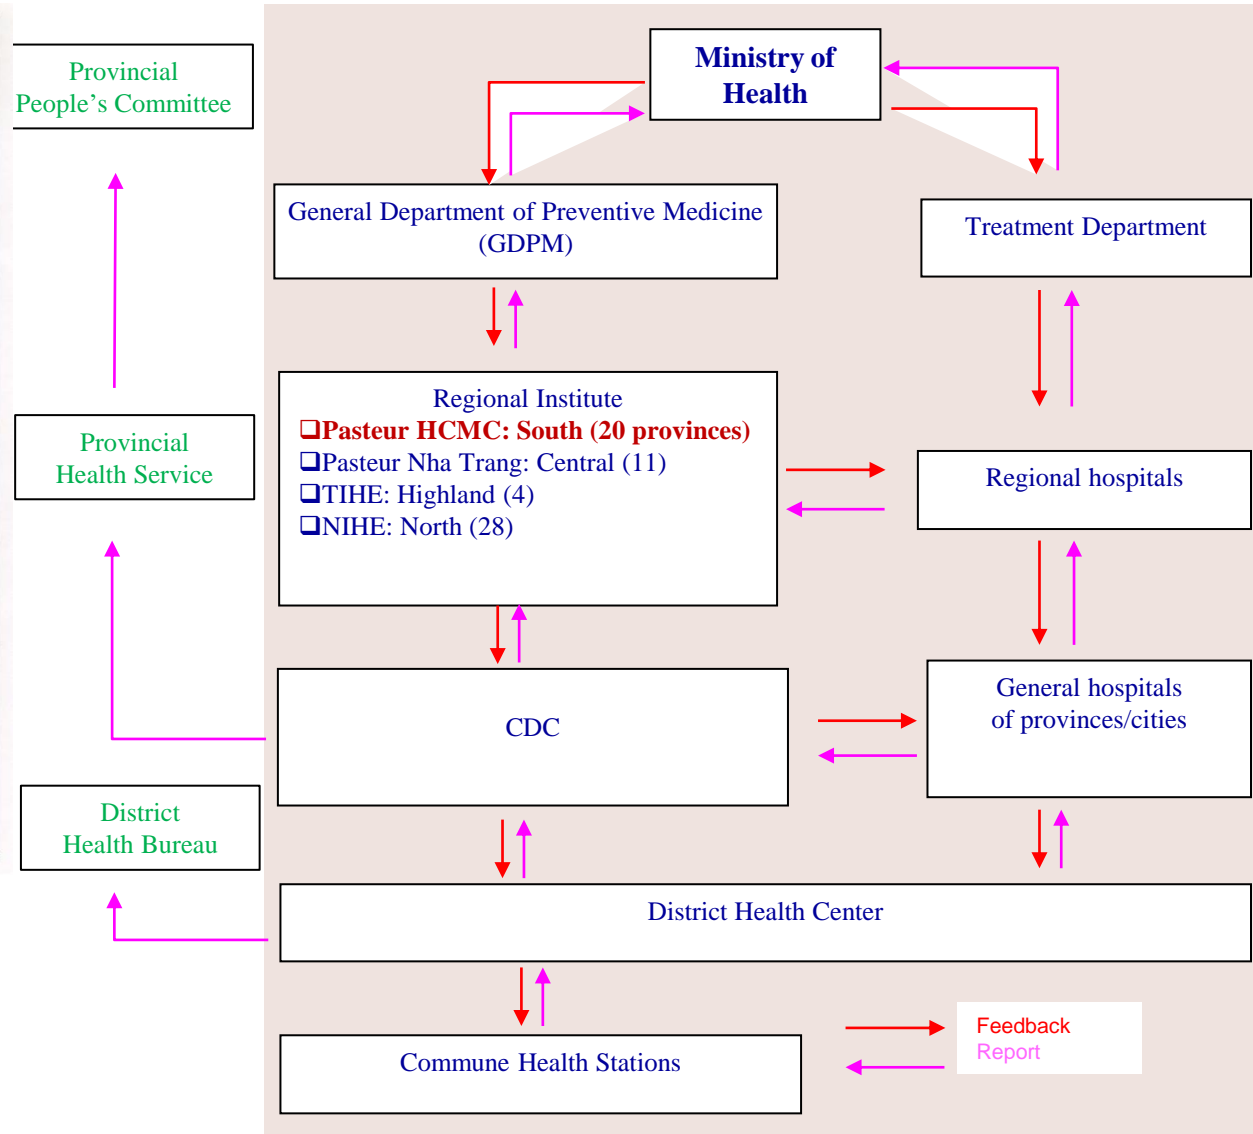 Provincial
People’s Committee
Ministry of
Health
General Department of Preventive Medicine
(GDPM)
Treatment Department
Provincial
Health Service
Regional Institute
❑Pasteur HCMC: South (20 provinces)
❑Pasteur Nha Trang: Central (11)
❑TIHE: Highland (4)
❑NIHE: North (28)
Regional hospitals
CDC
General hospitals
of provinces/cities
District
Health Bureau
District Health Center
Commune Health Stations
Feedback
Report